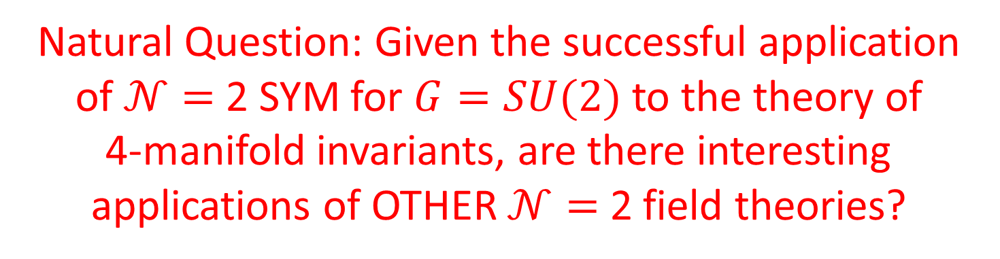 Natural Question: Given the successful application
of 𝒩 = 2 SYM for 𝐺 = 𝑆𝑈(2) to the theory of
4-manifold invariants, are there interesting
applications of OTHER 𝒩 = 2 field theories?